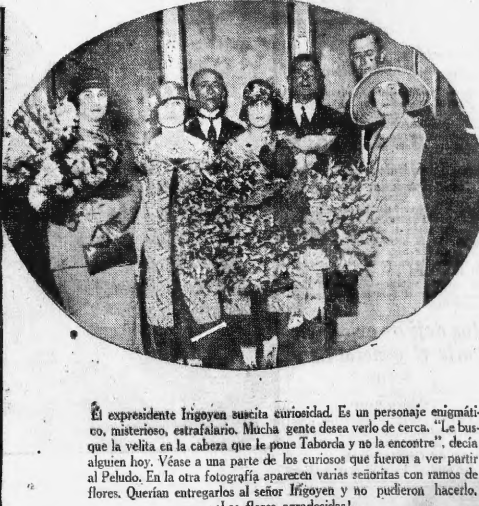 El expresidente Irigoyen suscita curiosidad. Es un personaje enigmáti-
co, misterioso, estrafalario. Mucha gente desea verlo de cerca. "Le bus-
que la velita en la cabeza que le pone Taborda y no la encontre", decía
alguien hoy. Véase a una parte de los curiosos que fueron a ver partir
al Peludo. En la otra fotografía aparecen varias señoritas con ramos de
flores. Querían entregarlos al señor Irigoyen y no pudieron hacerlo.
flores